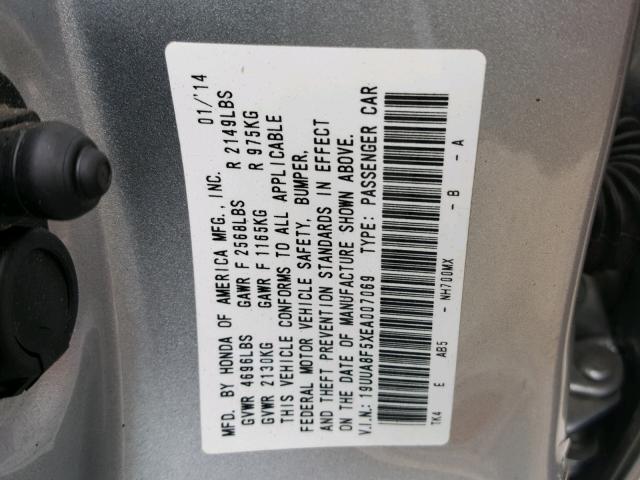 MFD. BY HONDA OF AMERICA MFG., INC. 01/'14
GVWR 4696LBS GAWR F 2568LBS R 2149LBS
GVWR 2130KG GAWR F 1165KG R 975KG
THIS VEHICLE CONFORMS TO ALL APPLICABLE
FEDERAL MOTOR VEHICLE SAFETY, BUMPER,
AND THEFT PREVENTION STANDARDS IN EFFECT
ON THE DATE OF MANUFACTURE SHOWN ABOVE.
V.I.N.: 19UUA8F5XEA007069 TYPE: PASSENGER CAR
TK4 E AB5 - NH700MX - B - A